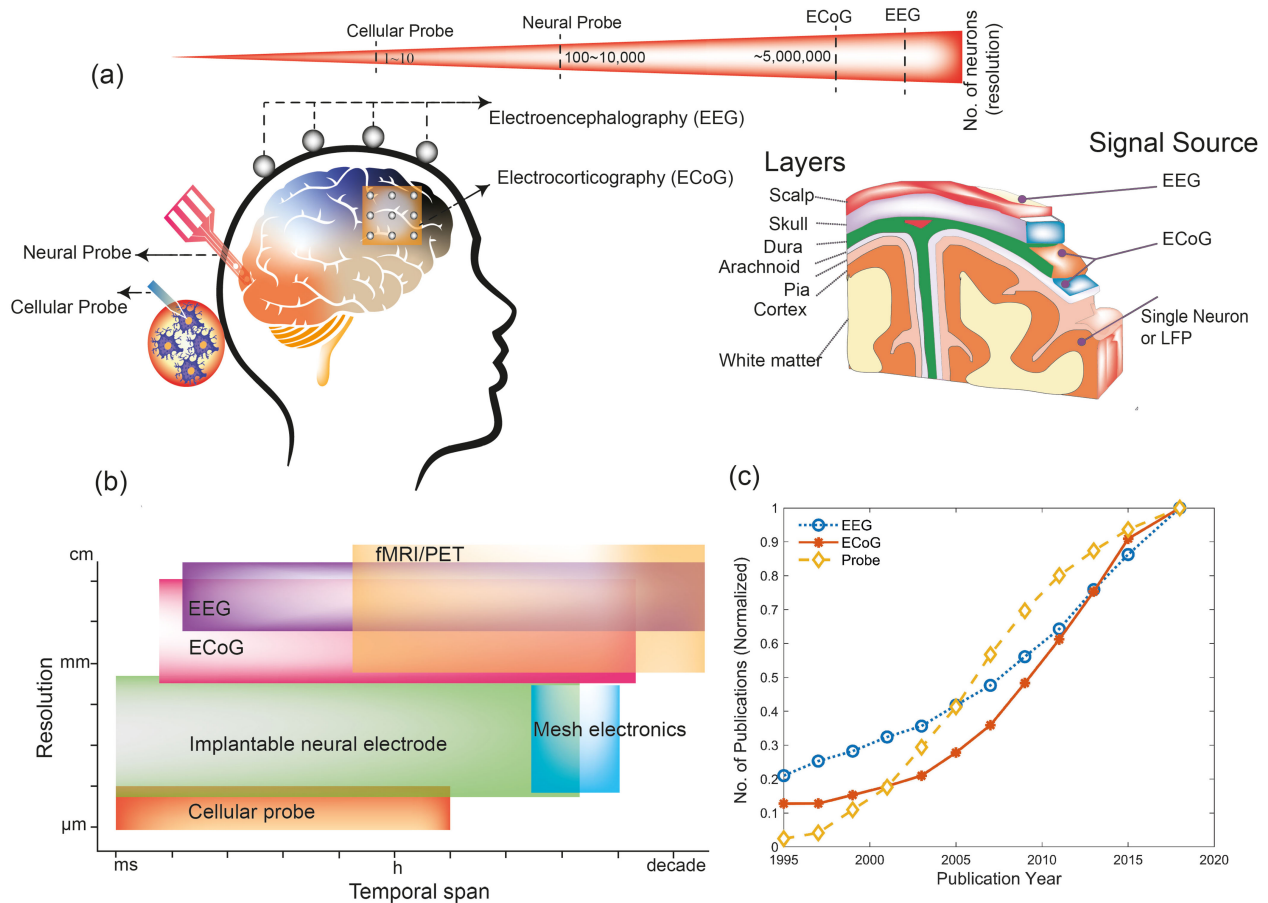 (a)
Cellular Probe
1~10
Neural Probe
100~10,000
ECoG
~5,000,000
EEG
No. of neurons
(resolution)
Electroencephalography (EEG)
Electrocorticography (ECoG)
Neural Probe
Cellular Probe
Layers
Scalp
Skull
Dura
Arachnoid
Pia
Cortex
White matter
Signal Source
EEG
ECoG
Single Neuron
or LFP
(b)
Resolution
cm
mm
µm
fMRI/PET
EEG
ECoG
Mesh electronics
Implantable neural electrode
Cellular probe
ms
h
decade
Temporal span
(c)
No. of Publications (Normalized)
1
0.9
0.8
0.7
0.6
0.5
0.4
0.3
0.2
0.1
0
EEG
ECoG
Probe
1995
2000
2005
2010
2015
2020
Publication Year